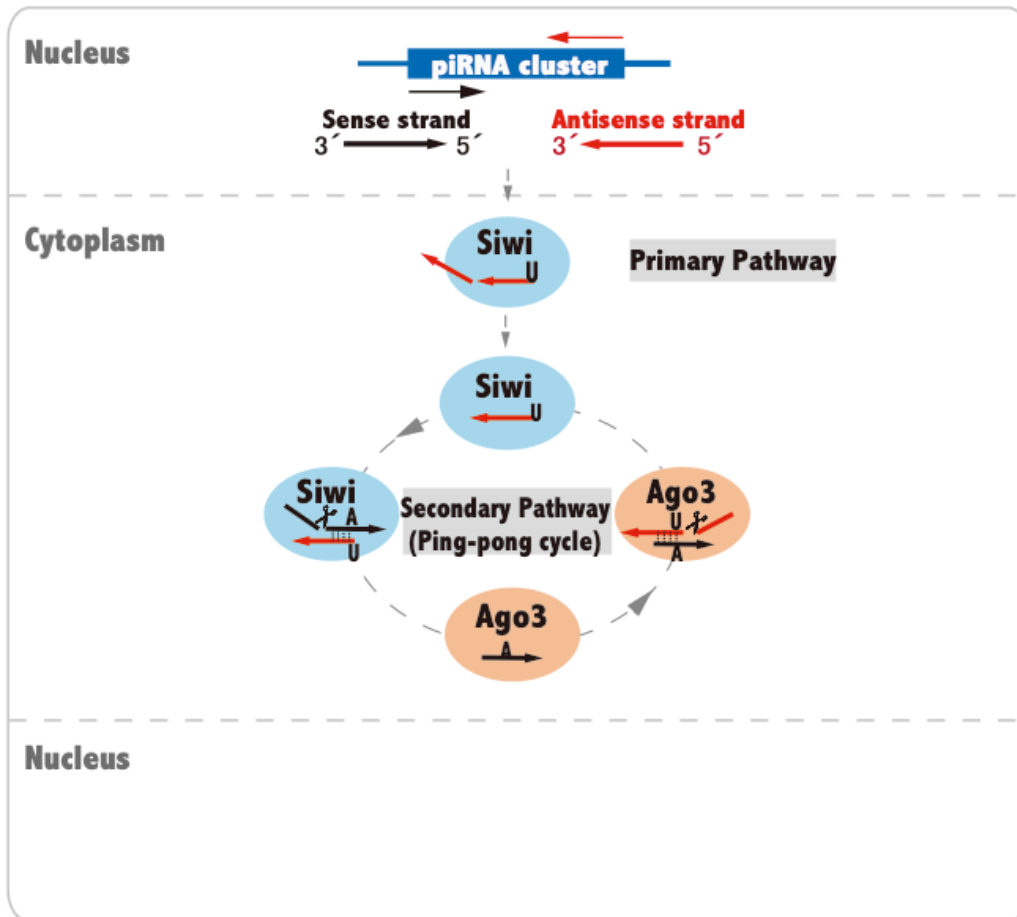 Nucleus
piRNA cluster
Sense strand
3´ 5´
Antisense strand
3´ 5´
Cytoplasm
Siwi
U
Primary Pathway
Siwi
U
Siwi
A
U
Secondary Pathway
(Ping-pong cycle)
Ago3
U
A
Ago3
A
Nucleus